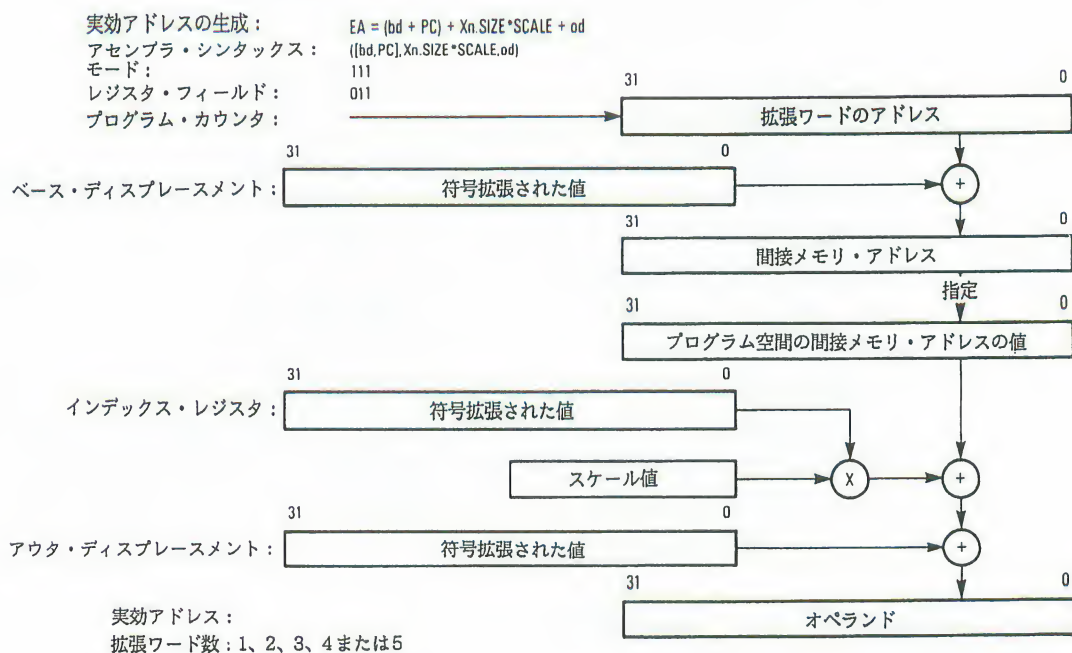 実効アドレスの生成： EA = (bd + PC) + Xn.SIZE*SCALE + od
アセンブラ・シンタックス： ([bd,PC],Xn.SIZE*SCALE,od)
モード： 111
レジスタ・フィールド： 011
31 0
プログラム・カウンタ： 拡張ワードのアドレス
31 0
ベース・ディスプレースメント： 符号拡張された値 +
31 0
間接メモリ・アドレス
指定
31 0
プログラム空間の間接メモリ・アドレスの値
31 0
インデックス・レジスタ： 符号拡張された値
スケール値 X +
31 0
アウタ・ディスプレースメント： 符号拡張された値 +
31 0
実効アドレス： オペランド
拡張ワード数：1、2、3、4または5